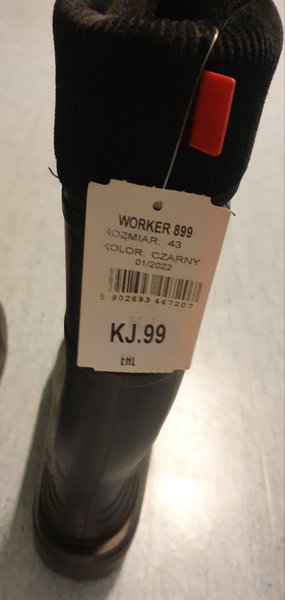 WORKER 899
ROZMIAR: 43
KOLOR: CZARNY
01/2022
5 902693 447207
KJ.99
EAC